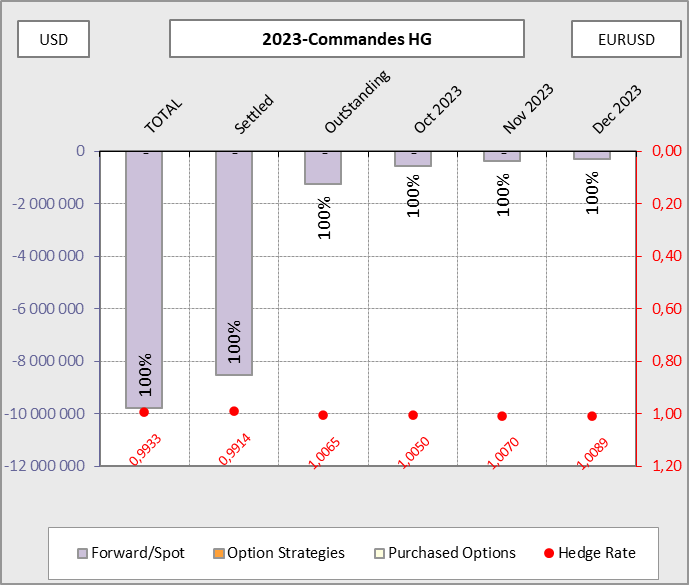 USD
2023-Commandes HG
EURUSD
TOTAL
Settled
OutStanding
Oct 2023
Nov 2023
Dec 2023
0
-2 000 000
-4 000 000
-6 000 000
-8 000 000
-10 000 000
-12 000 000
100%
100%
100%
100%
100%
100%
0,9933
0,9914
1,0065
1,0050
1,0070
1,0089
0,00
0,20
0,40
0,60
0,80
1,00
1,20
Forward/Spot
Option Strategies
Purchased Options
Hedge Rate